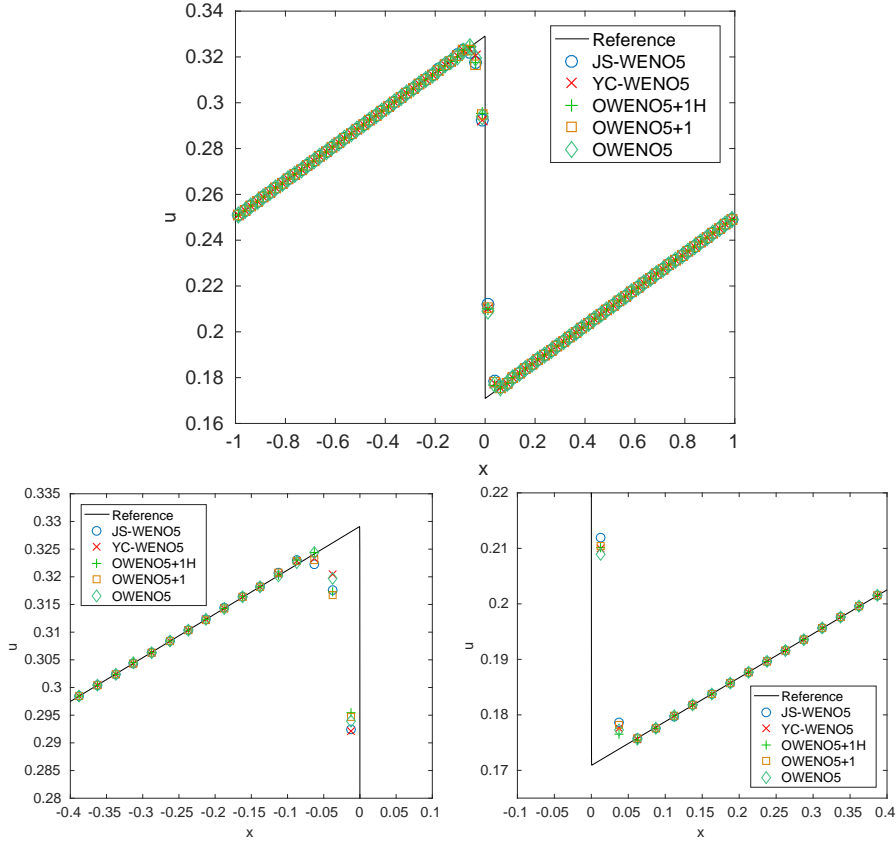 0.34
0.32
0.3
0.28
0.26
0.24
0.22
0.2
0.18
0.16
u
-1 -0.8 -0.6 -0.4 -0.2 0 0.2 0.4 0.6 0.8 1
x
Reference
JS-WENO5
YC-WENO5
OWENO5+1H
OWENO5+1
OWENO5
0.335
0.33
0.325
0.32
0.315
0.31
0.305
0.3
0.295
0.29
0.285
0.28
u
-0.4 -0.35 -0.3 -0.25 -0.2 -0.15 -0.1 -0.05 0 0.05 0.1
x
Reference
JS-WENO5
YC-WENO5
OWENO5+1H
OWENO5+1
OWENO5
0.22
0.21
0.2
0.19
0.18
0.17
u
-0.1 -0.05 0 0.05 0.1 0.15 0.2 0.25 0.3 0.35 0.4
x
Reference
JS-WENO5
YC-WENO5
OWENO5+1H
OWENO5+1
OWENO5